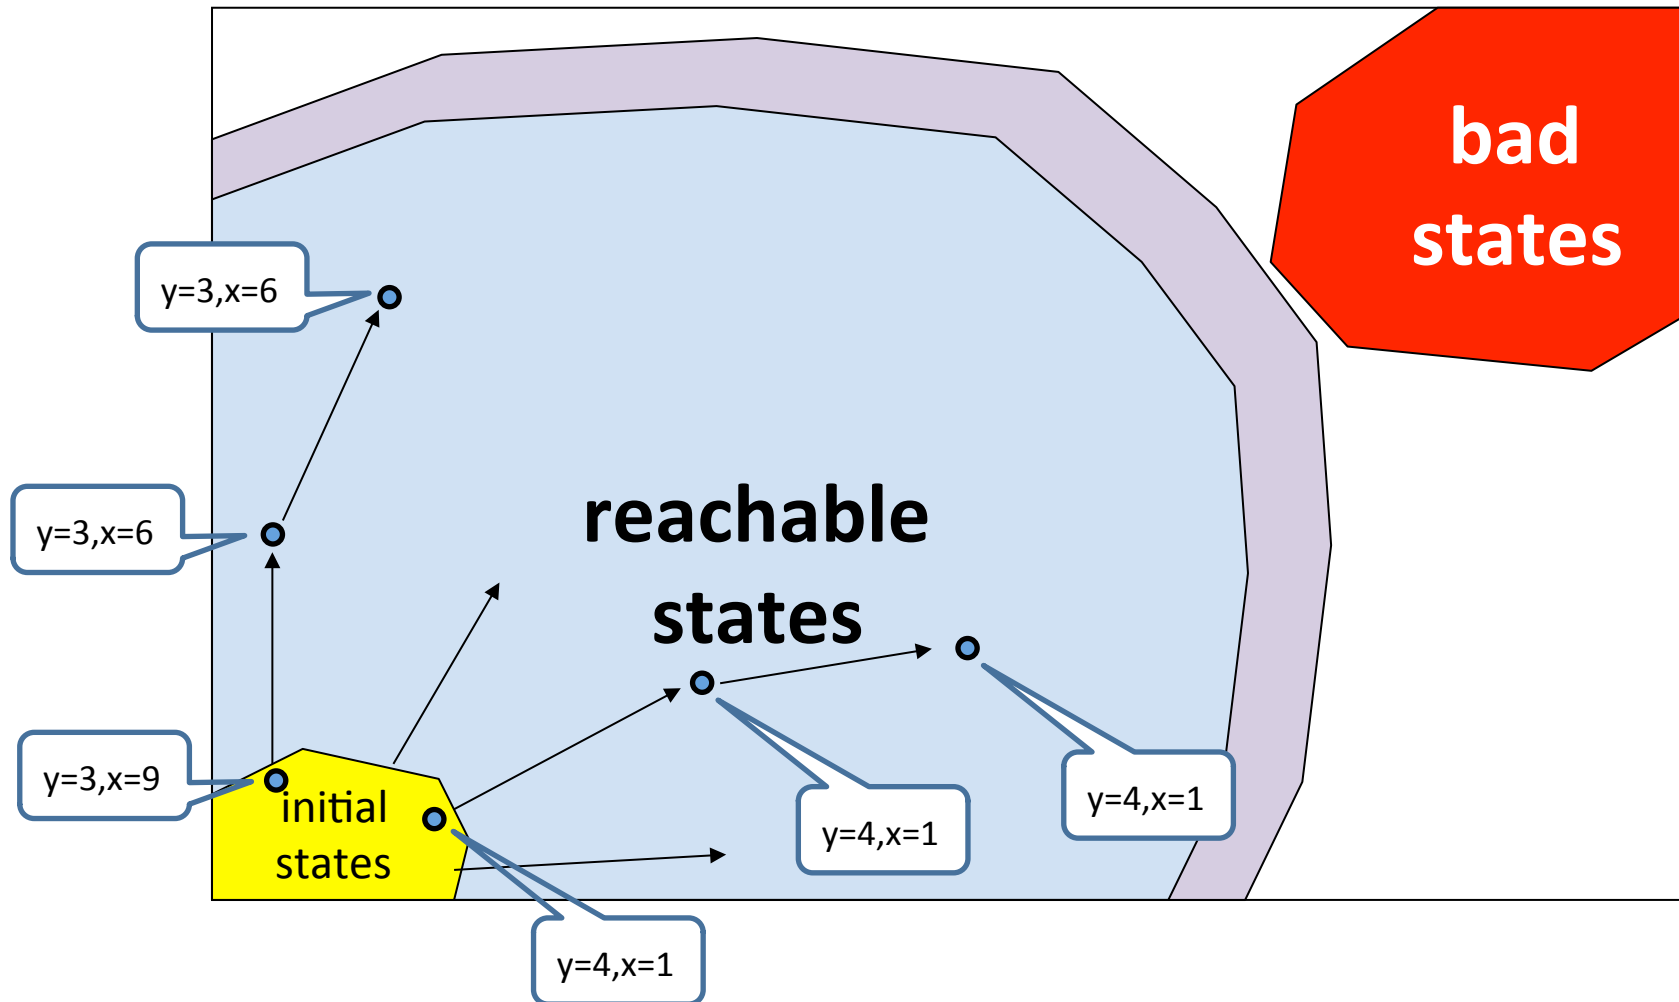 bad
states
y=3,x=6
reachable
states
y=3,x=6
y=3,x=9
initial
states
y=4,x=1
y=4,x=1
y=4,x=1